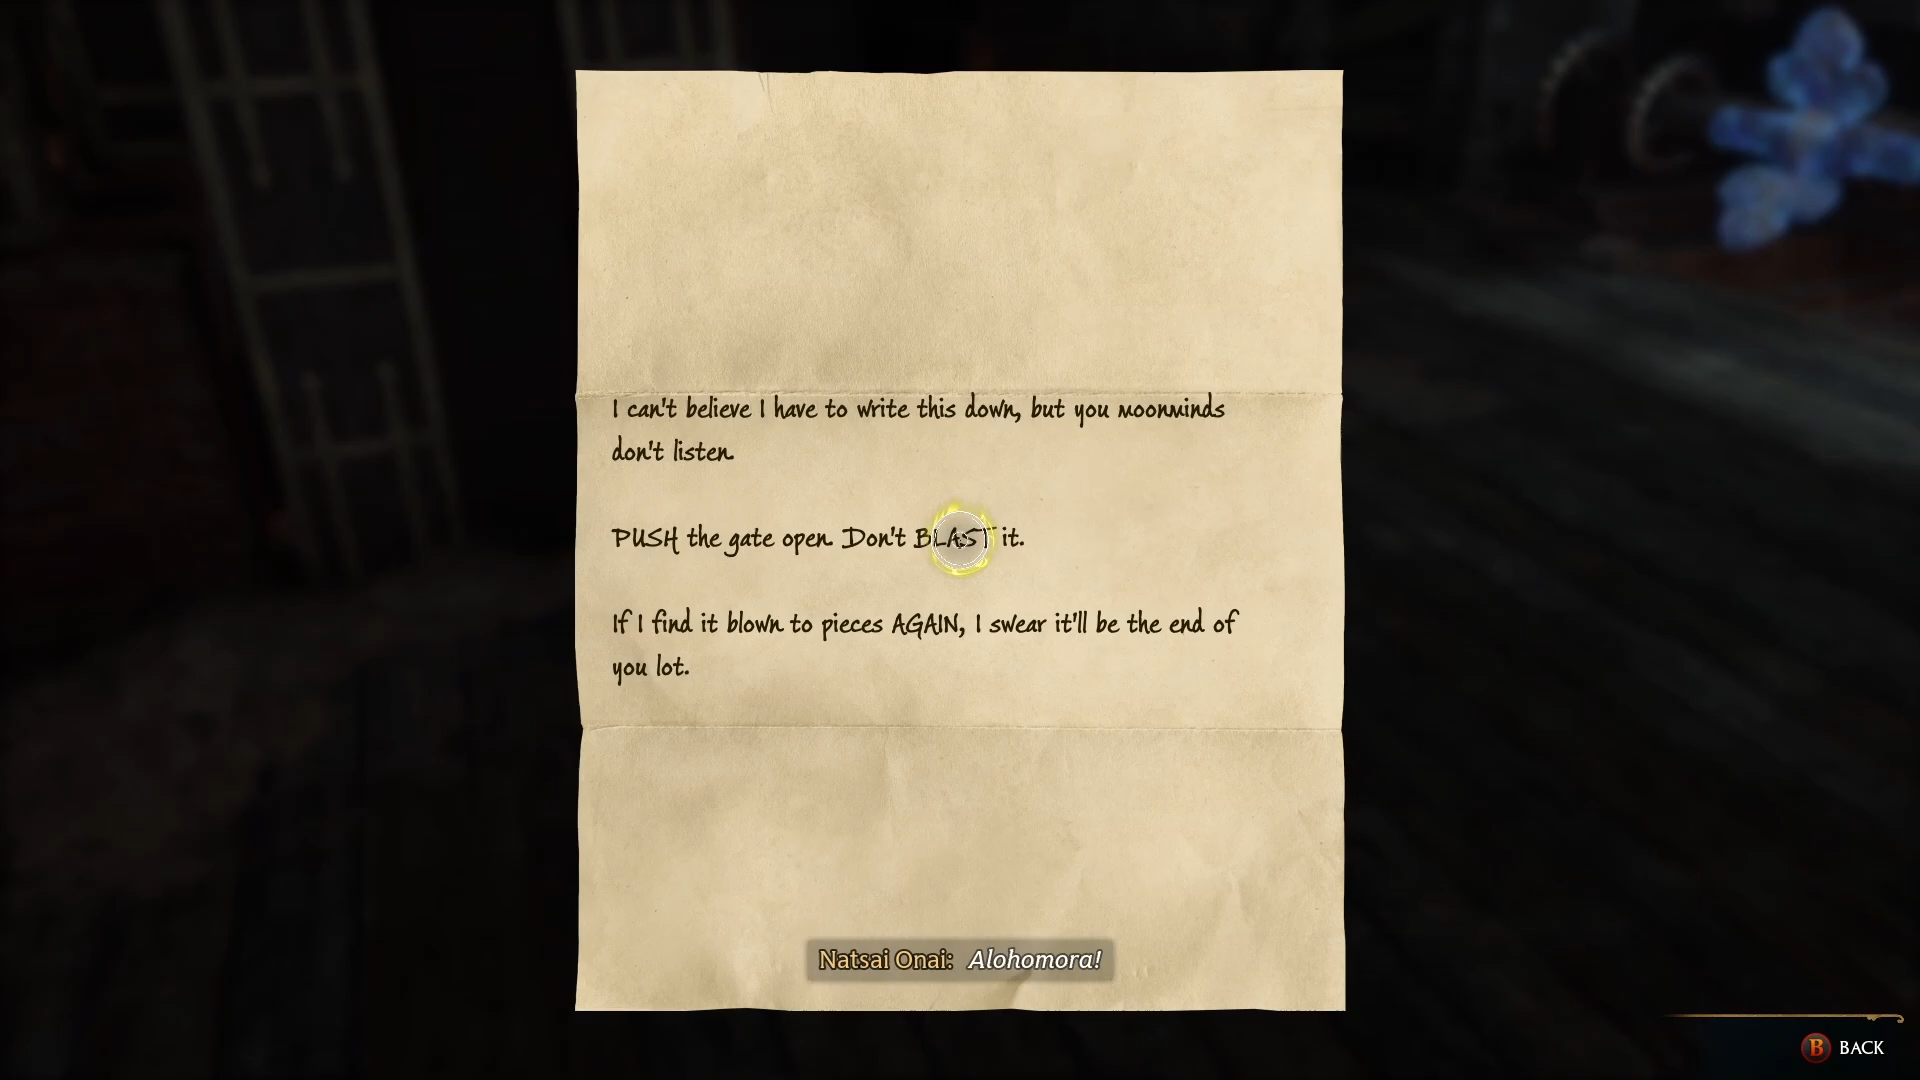 I can't believe I have to write this down, but you moonminds
don't listen.
PUSH the gate open. Don't BLAST it.
If I find it blown to pieces AGAIN, I swear it'll be the end of
you lot.
Natsai Onai: Alohomora!
B BACK